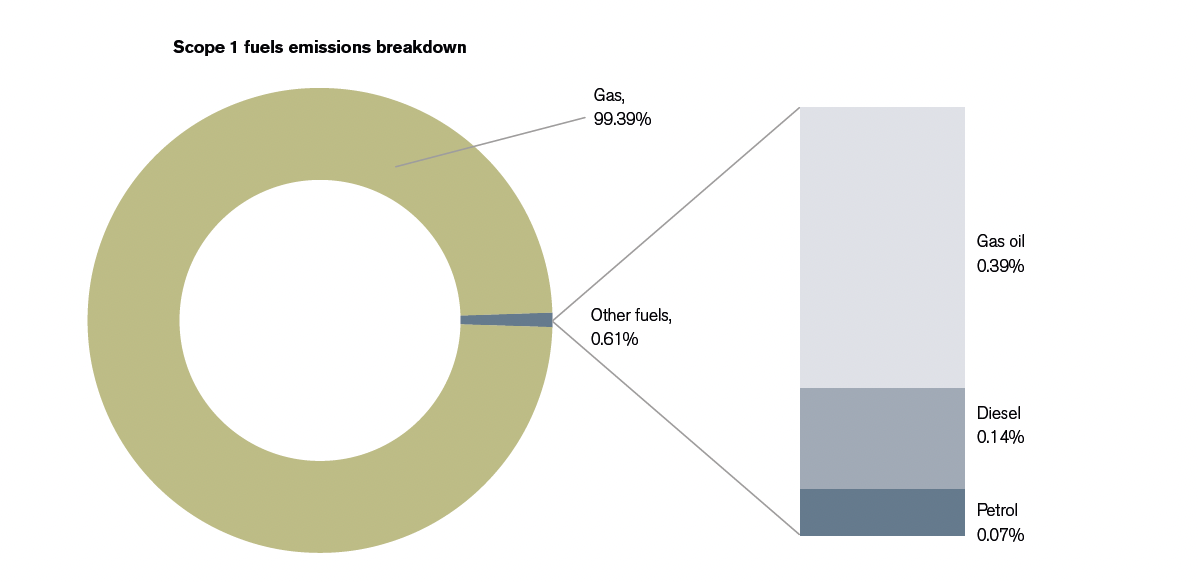 Scope 1 fuels emissions breakdown
Gas,
99.39%
Other fuels,
0.61%
Gas oil
0.39%
Diesel
0.14%
Petrol
0.07%